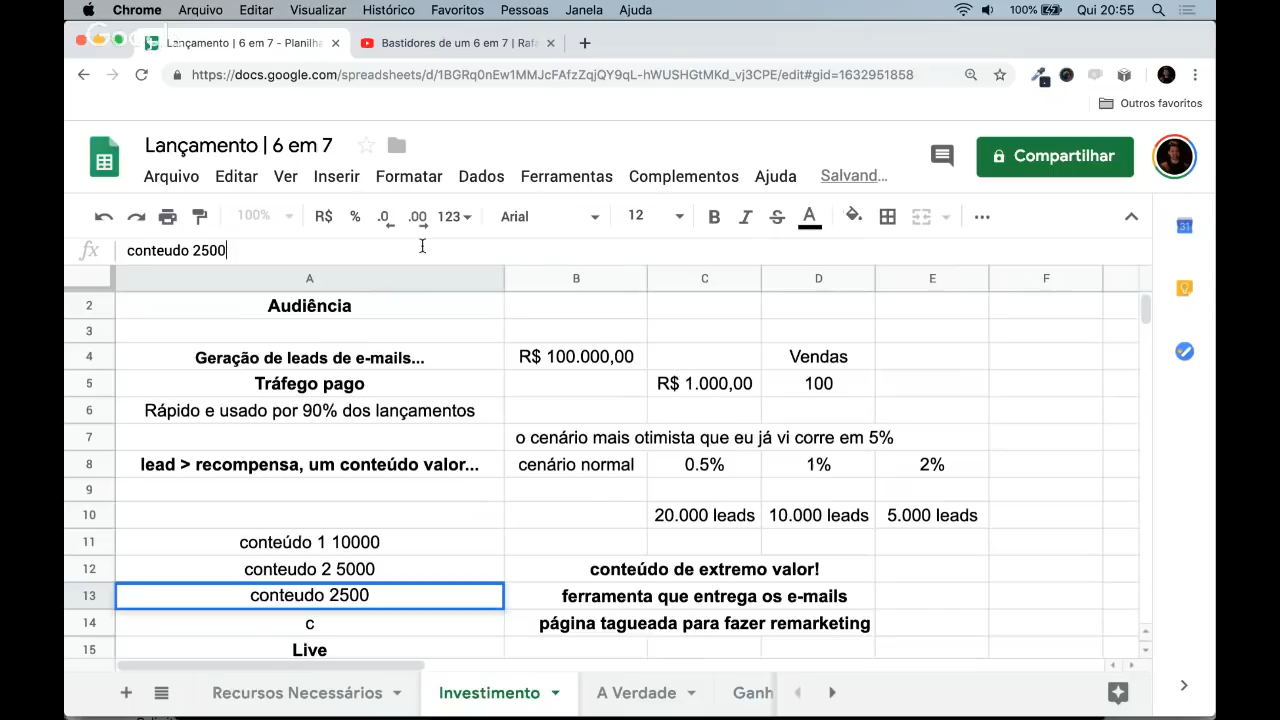 Chrome Arquivo Editar Visualizar Histórico Favoritos Pessoas Janela Ajuda 100% Qui 20:55
Lançamento | 6 em 7 - Planilha Bastidores de um 6 em 7 | Rafa
https://docs.google.com/spreadsheets/d/1BGRq0nEw1MMJcFAfzZqjQY9qL-hWUSHGtMKd_vj3CPE/edit#gid=1632951858
Outros favoritos
Lançamento | 6 em 7
Compartilhar
Arquivo Editar Ver Inserir Formatar Dados Ferramentas Complementos Ajuda Salvand...
100% R$ % .0 .00 123 Arial 12 B I S A
fx conteudo 2500
A B C D E F
2 Audiência
3
4 Geração de leads de e-mails... R$ 100.000,00 Vendas
5 Tráfego pago R$ 1.000,00 100
6 Rápido e usado por 90% dos lançamentos
7 o cenário mais otimista que eu já vi corre em 5%
8 lead > recompensa, um conteúdo valor... cenário normal 0.5% 1% 2%
9
10 20.000 leads 10.000 leads 5.000 leads
11 conteúdo 1 10000
12 conteudo 2 5000 conteúdo de extremo valor!
13 conteudo 2500 ferramenta que entrega os e-mails
14 c página tagueada para fazer remarketing
15 Live
Recursos Necessários Investimento A Verdade Ganh
31